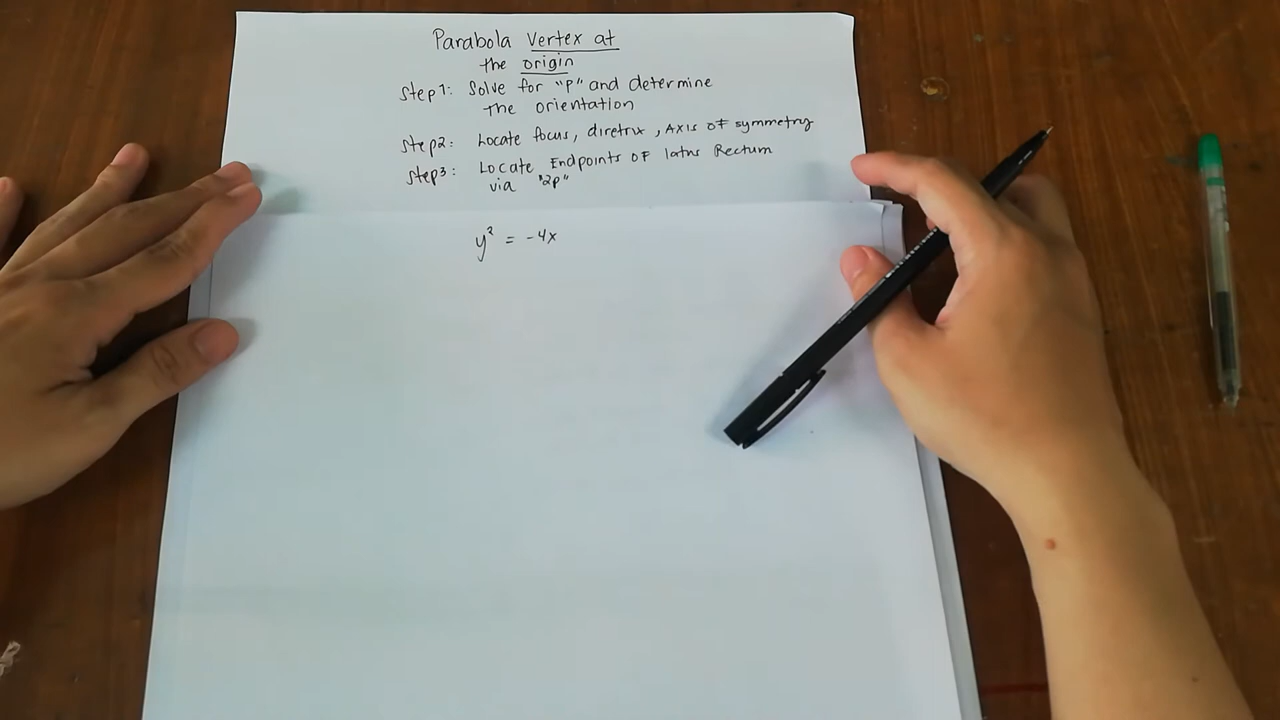 Parabola Vertex at
the origin
Step1: Solve for "p" and determine
the orientation
Step2: Locate focus, diretrix, Axis of symmetry
Step3: Locate Endpoints of latus Rectum
via "2p"
y² = -4x